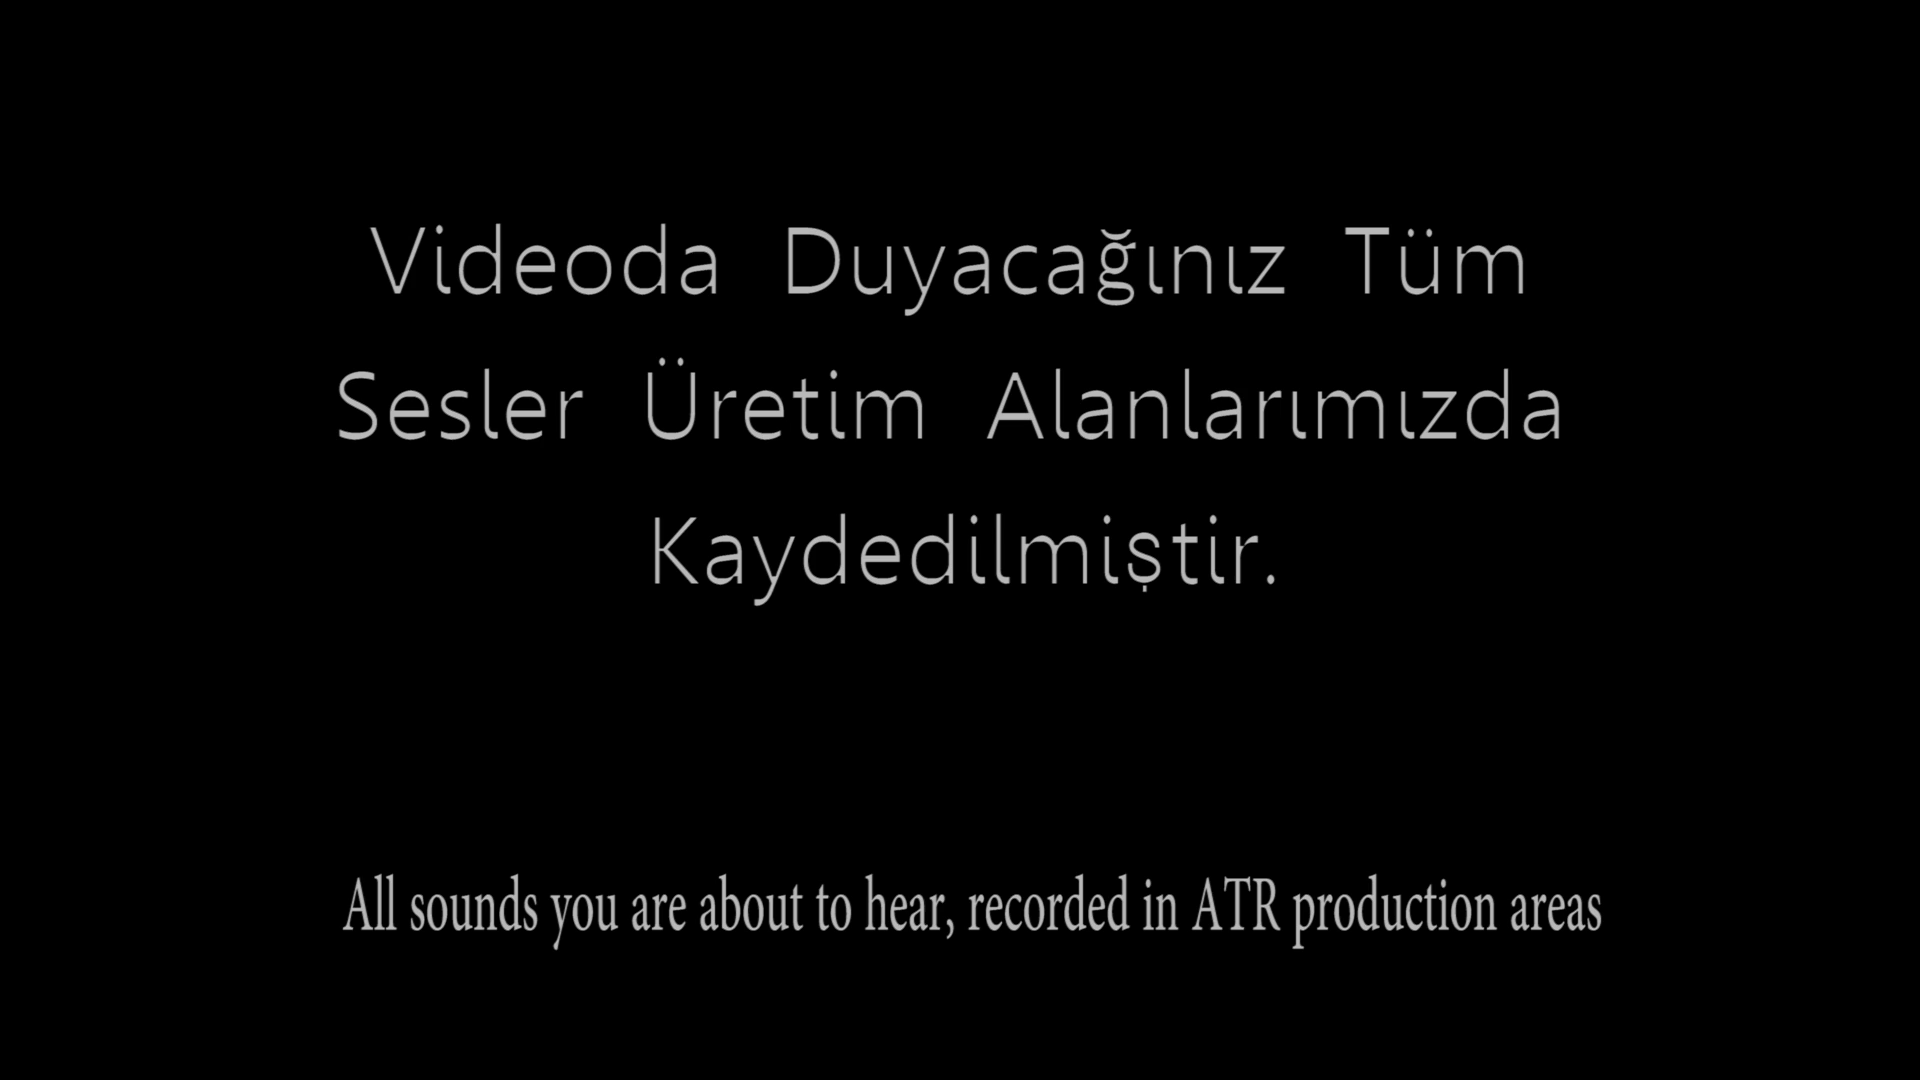 Videoda Duyacağınız Tüm
Sesler Üretim Alanlarımızda
Kaydedilmiştir.
All sounds you are about to hear, recorded in ATR production areas